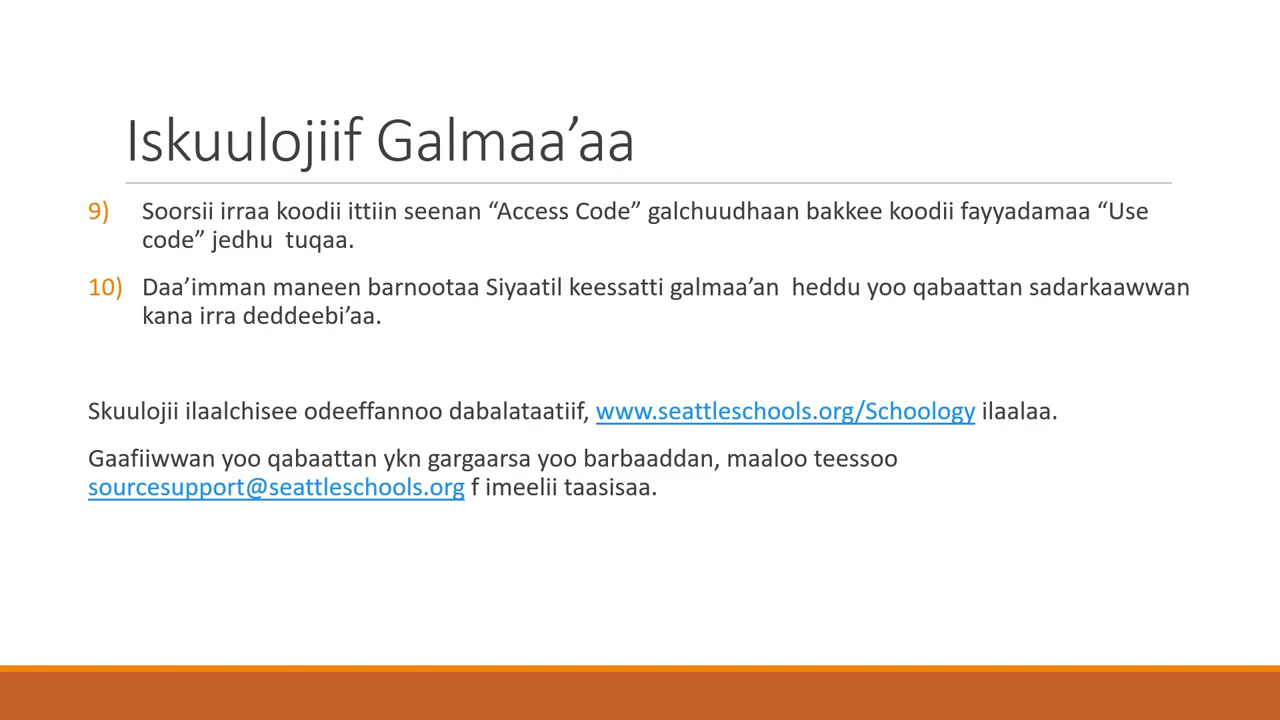 Iskuulojiif Galmaa’aa
9) Soorsii irraa koodii ittiin seenan “Access Code” galchuudhaan bakkee koodii fayyadamaa “Use
code” jedhu  tuqaa.
10) Daa’imman maneen barnootaa Siyaatil keessatti galmaa’an  heddu yoo qabaattan sadarkaawwan
kana irra deddeebi’aa.
Skuulojii ilaalchisee odeeffannoo dabalataatiif, www.seattleschools.org/Schoology ilaalaa.
Gaafiiwwan yoo qabaattan ykn gargaarsa yoo barbaaddan, maaloo teessoo
sourcesupport@seattleschools.org f imeelii taasisaa.